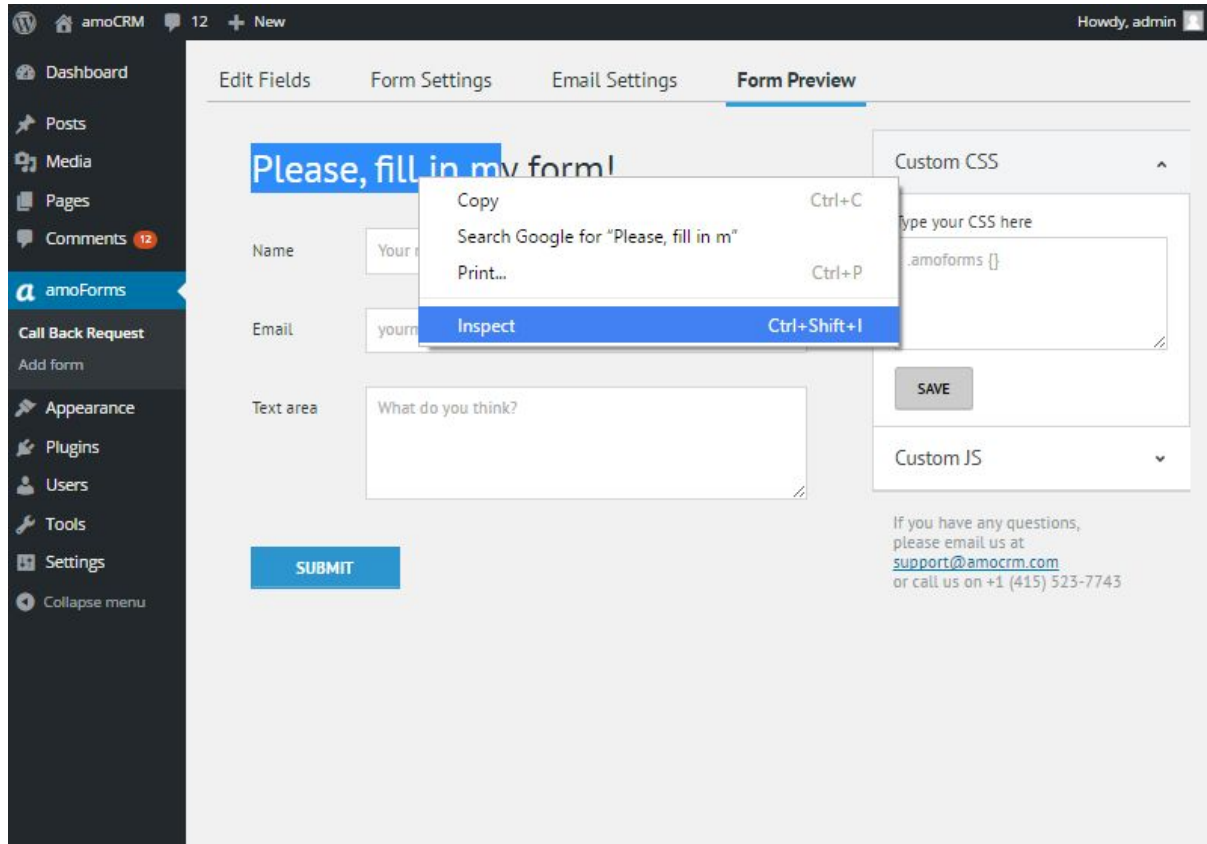 amoCRM 12 + New Howdy, admin
Dashboard
Posts
Media
Pages
Comments 12
amoForms
Call Back Request
Add form
Appearance
Plugins
Users
Tools
Settings
Collapse menu
Edit Fields Form Settings Email Settings Form Preview
Please, fill in my form!
Copy Ctrl+C
Search Google for "Please, fill in m"
Print... Ctrl+P
Inspect Ctrl+Shift+I
Name Your
Email
Text area What do you think?
SUBMIT
Custom CSS
Type your CSS here
.amoforms {}
SAVE
Custom JS
If you have any questions,
please email us at
support@amocrm.com
or call us on +1 (415) 523-7743